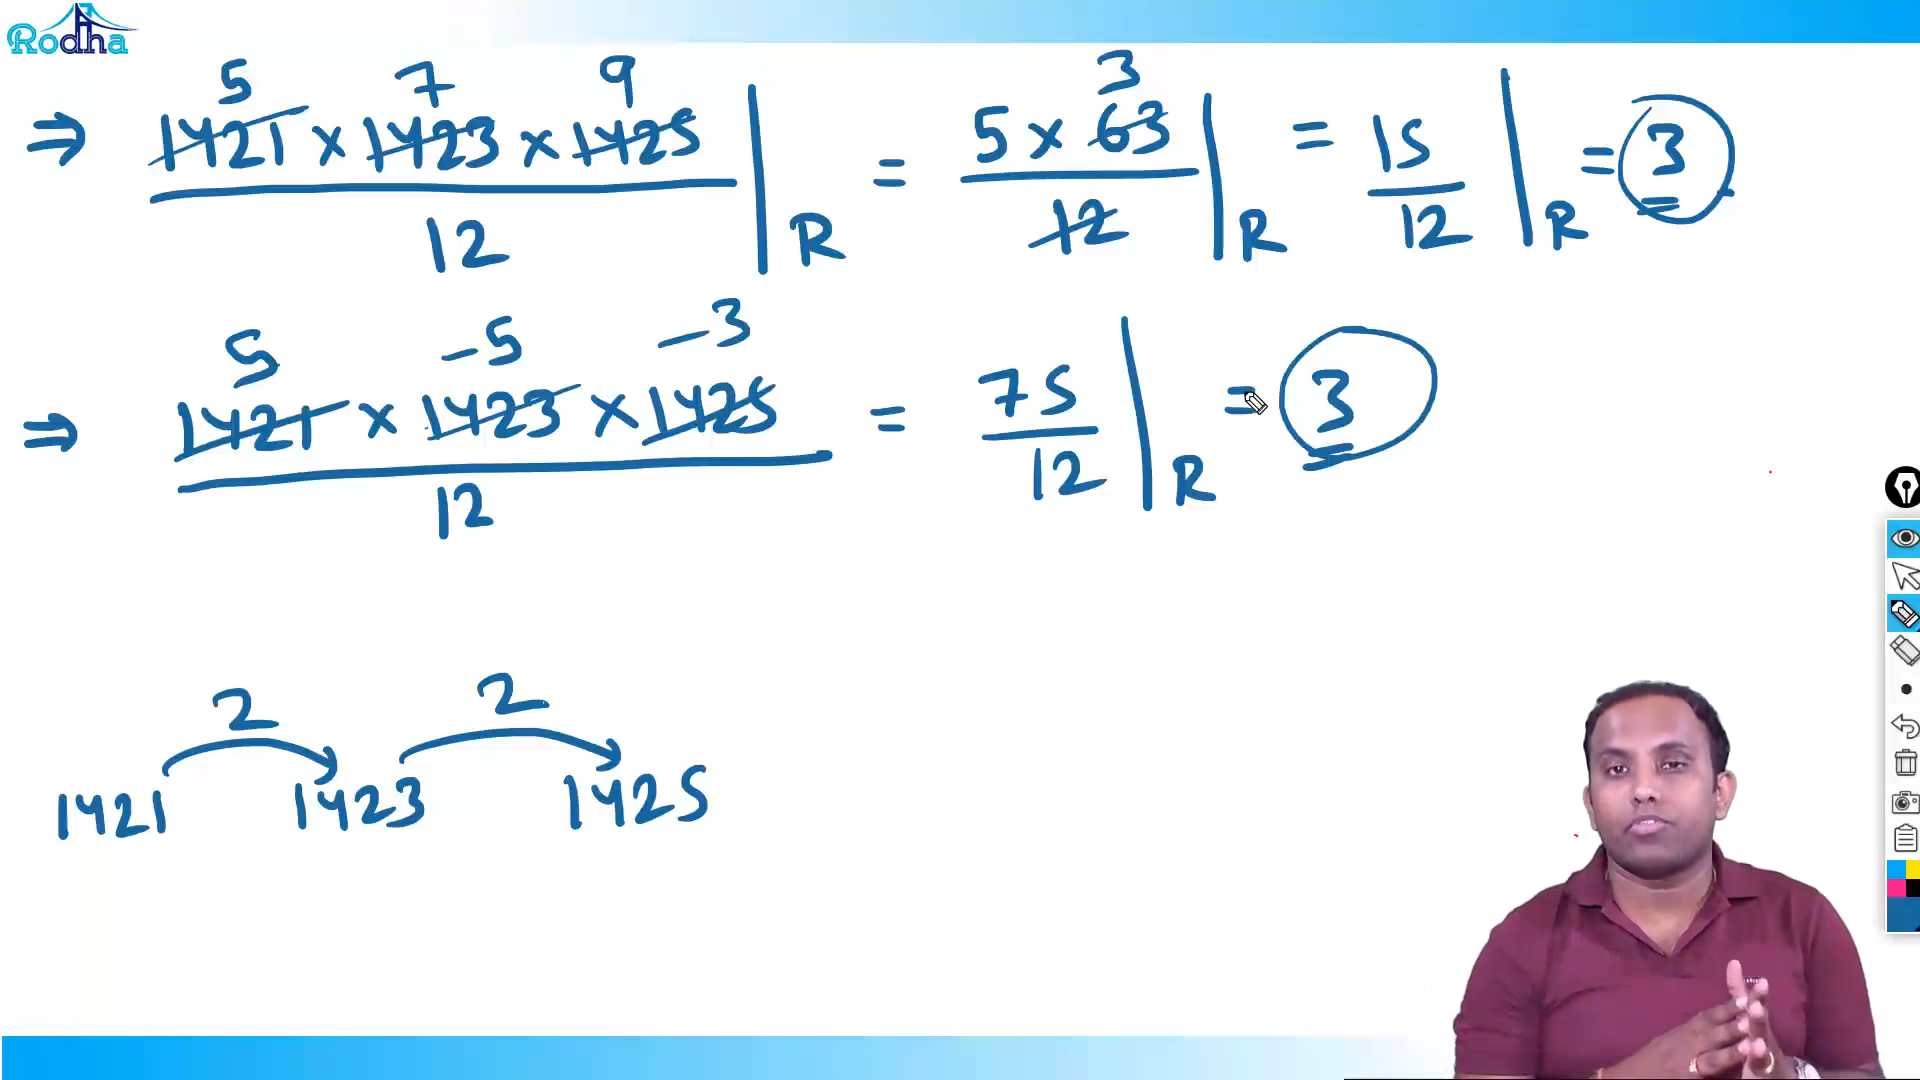 Rodha
5 7 9 3
⇒ 1421 x 1423 x 1425 / 12 | R = 5 x 63 / 12 | R = 15 / 12 | R = 3
5 -5 -3
⇒ 1421 x 1423 x 1425 / 12 = 75 / 12 | R = 3
2 2
1421 1423 1425